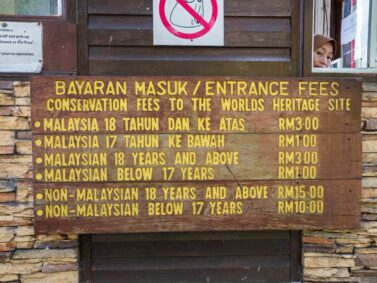 BAYARAN MASUK / ENTRANCE FEES
CONSERVATION FEES TO THE WORLDS HERITAGE SITE
• MALAYSIA 18 TAHUN DAN KE ATAS RM3.00
• MALAYSIA 17 TAHUN KE BAWAH RM1.00
• MALAYSIAN 18 YEARS AND ABOVE RM3.00
• MALAYSIAN BELOW 17 YEARS RM1.00
• NON-MALAYSIAN 18 YEARS AND ABOVE RM15.00
• NON-MALAYSIAN BELOW 17 YEARS RM10.00